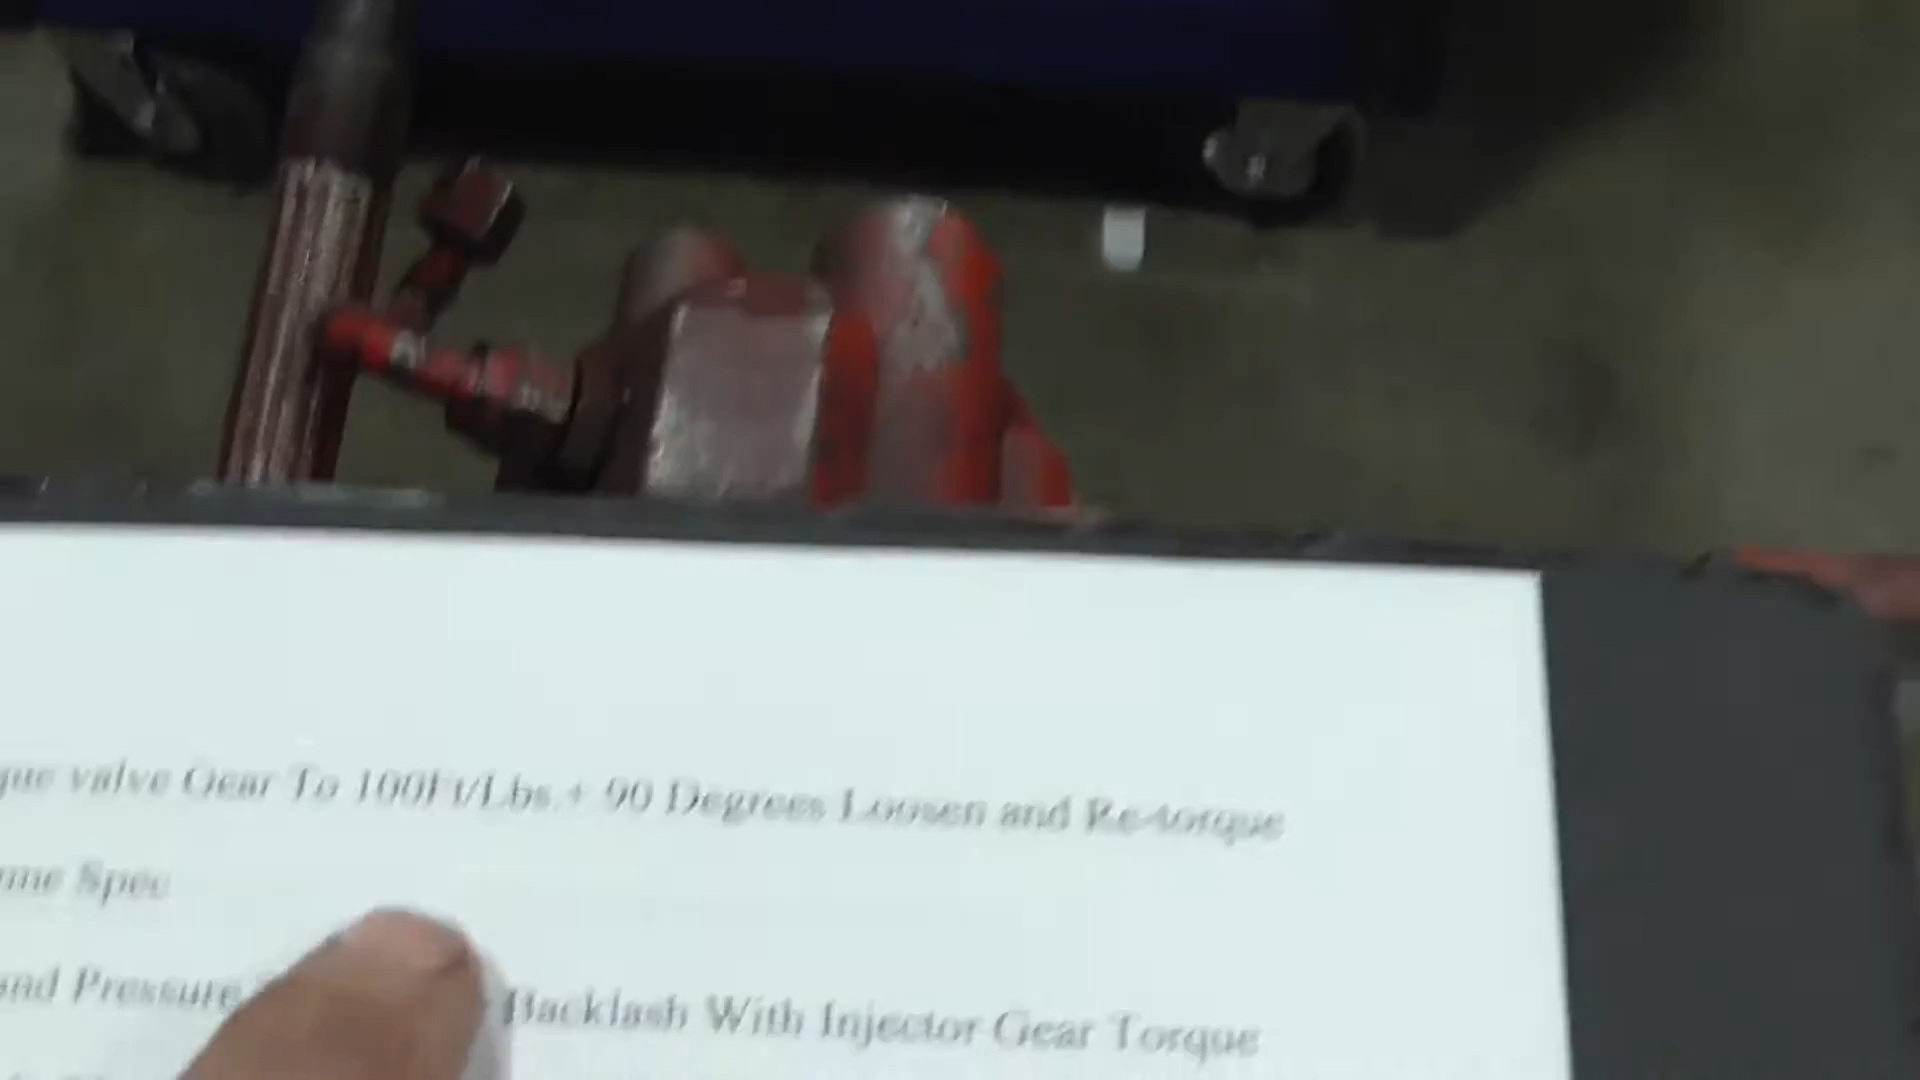 que valve Gear To 100Ft/Lbs.+ 90 Degrees Loosen and Re-torque
me Spec
and Pressure Backlash With Injector Gear Torque